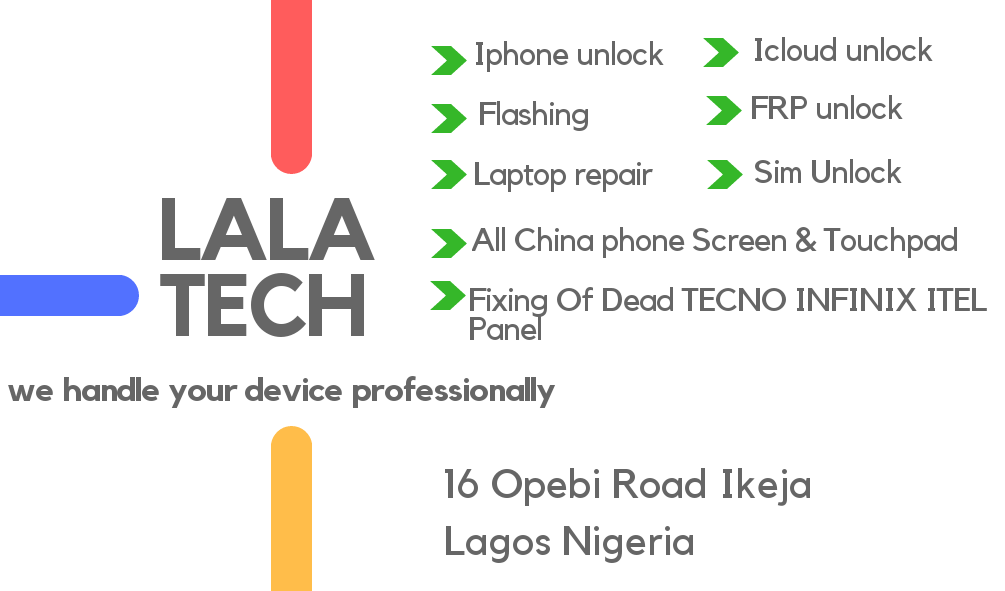 Iphone unlock
Icloud unlock
Flashing
FRP unlock
Laptop repair
Sim Unlock
All China phone Screen & Touchpad
Fixing Of Dead TECNO INFINIX ITEL
Panel
LALA
TECH
we handle your device professionally
16 Opebi Road Ikeja
Lagos Nigeria